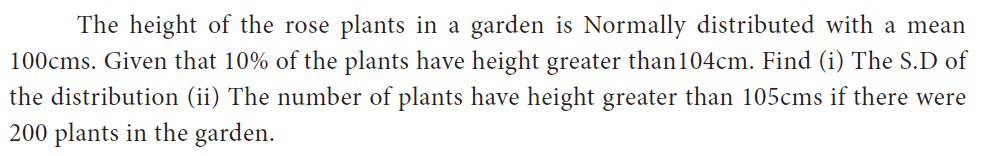 The height of the rose plants in a garden is Normally distributed with a mean
100cms. Given that 10% of the plants have height greater than104cm. Find (i) The S.D of
the distribution (ii) The number of plants have height greater than 105cms if there were
200 plants in the garden.